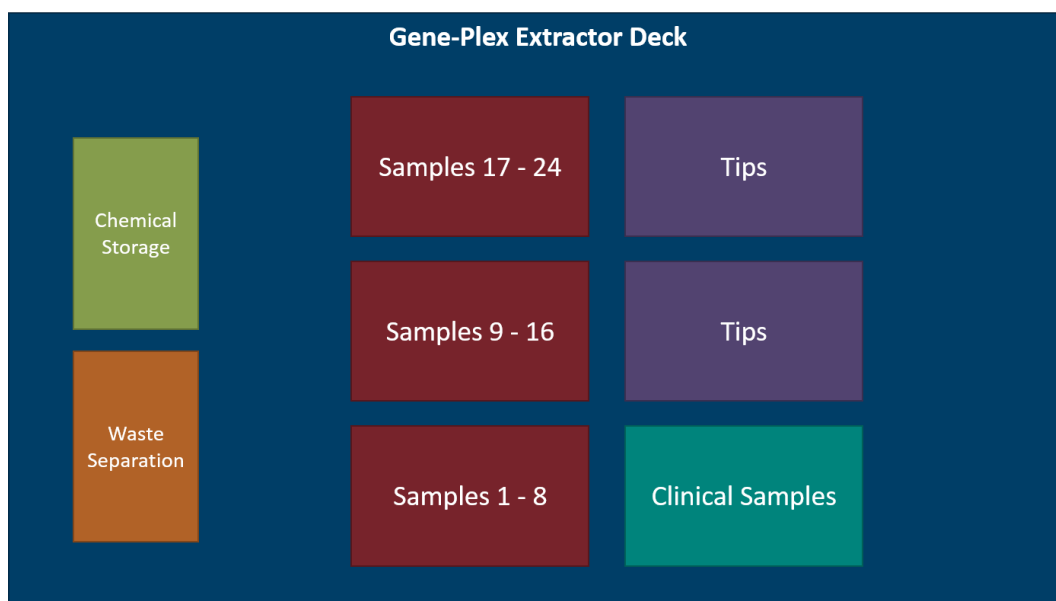 Gene-Plex Extractor Deck
Chemical
Storage
Waste
Separation
Samples 17 - 24
Tips
Samples 9 - 16
Tips
Samples 1 - 8
Clinical Samples